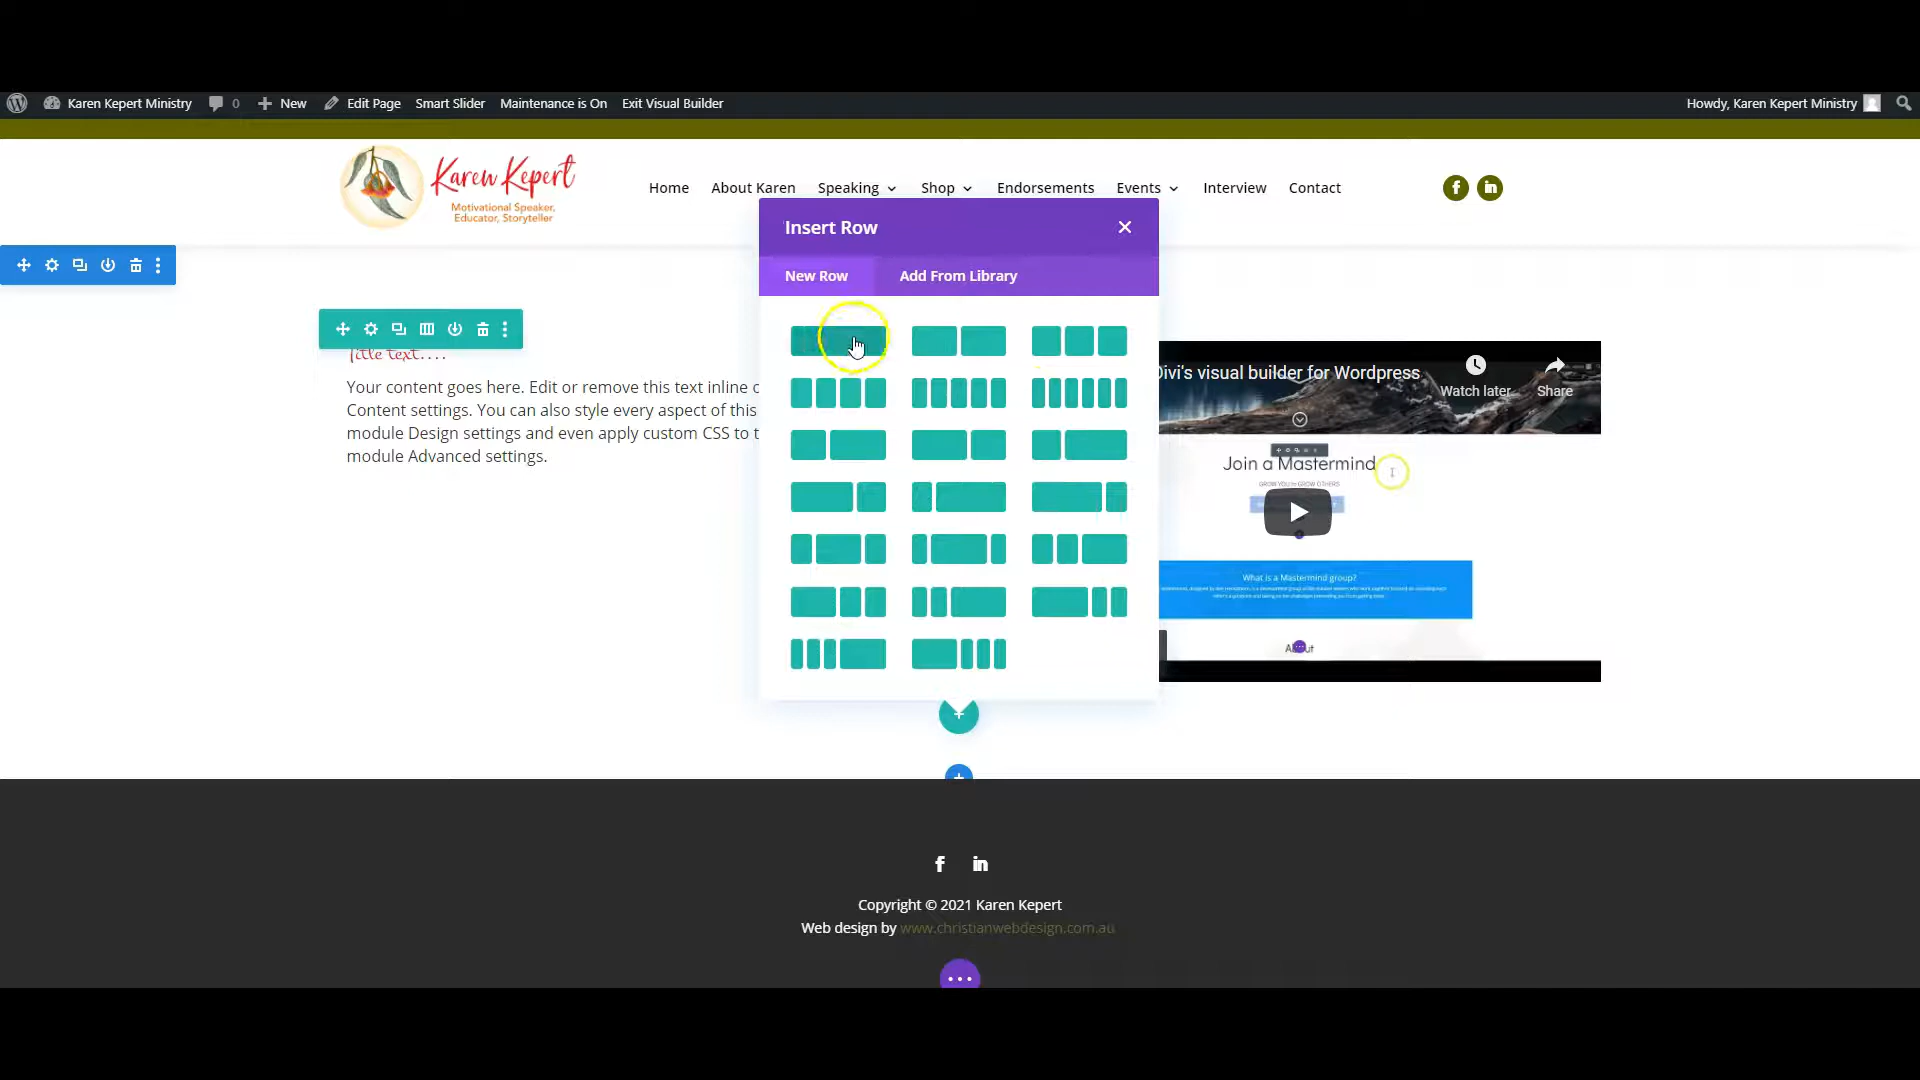 Karen Kepert Ministry
0
New
Edit Page
Smart Slider
Maintenance is On
Exit Visual Builder
Howdy, Karen Kepert Ministry
Karen Kepert
Motivational Speaker,
Educator, Storyteller
Home
About Karen
Speaking
Shop
Endorsements
Events
Interview
Contact
Insert Row
New Row
Add From Library
Title text....
Your content goes here. Edit or remove this text inline
Content settings. You can also style every aspect of this
module Design settings and even apply custom CSS to t
module Advanced settings.
Divi's visual builder for Wordpress
Watch later
Share
Join a Mastermind
GROW YOU to GROW OTHERS
What is a Mastermind group?
Copyright © 2021 Karen Kepert
Web design by www.christianwebdesign.com.au